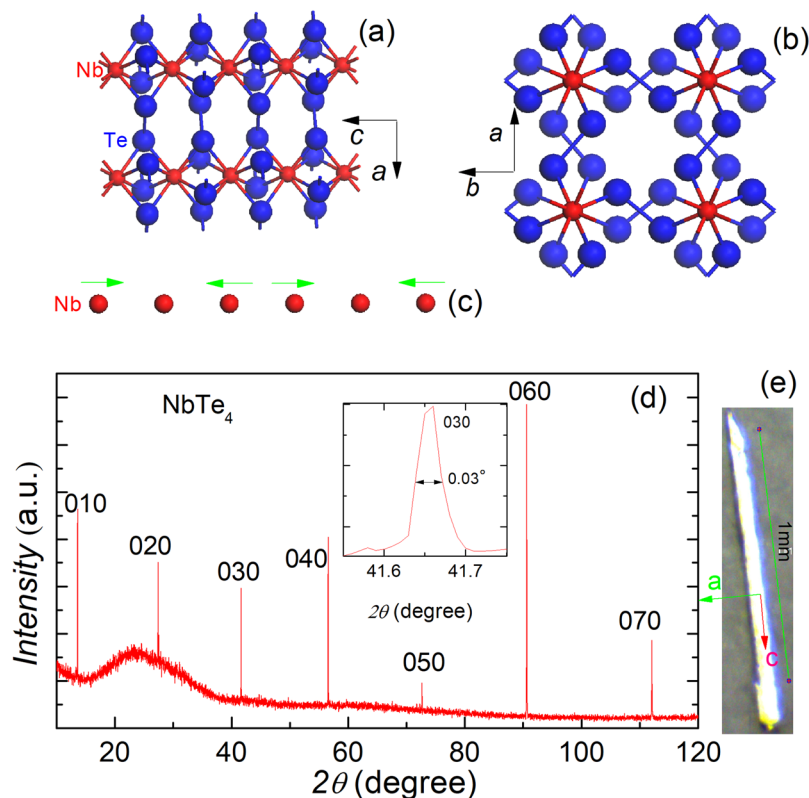 (a)
Nb
Te
c
a
(b)
a
b
Nb
(c)
(d)
NbTe4
010
020
030
040
050
060
070
030
0.03°
41.6
41.7
2θ (degree)
Intensity (a.u.)
20
40
60
80
100
120
2θ (degree)
(e)
1mm
a
C